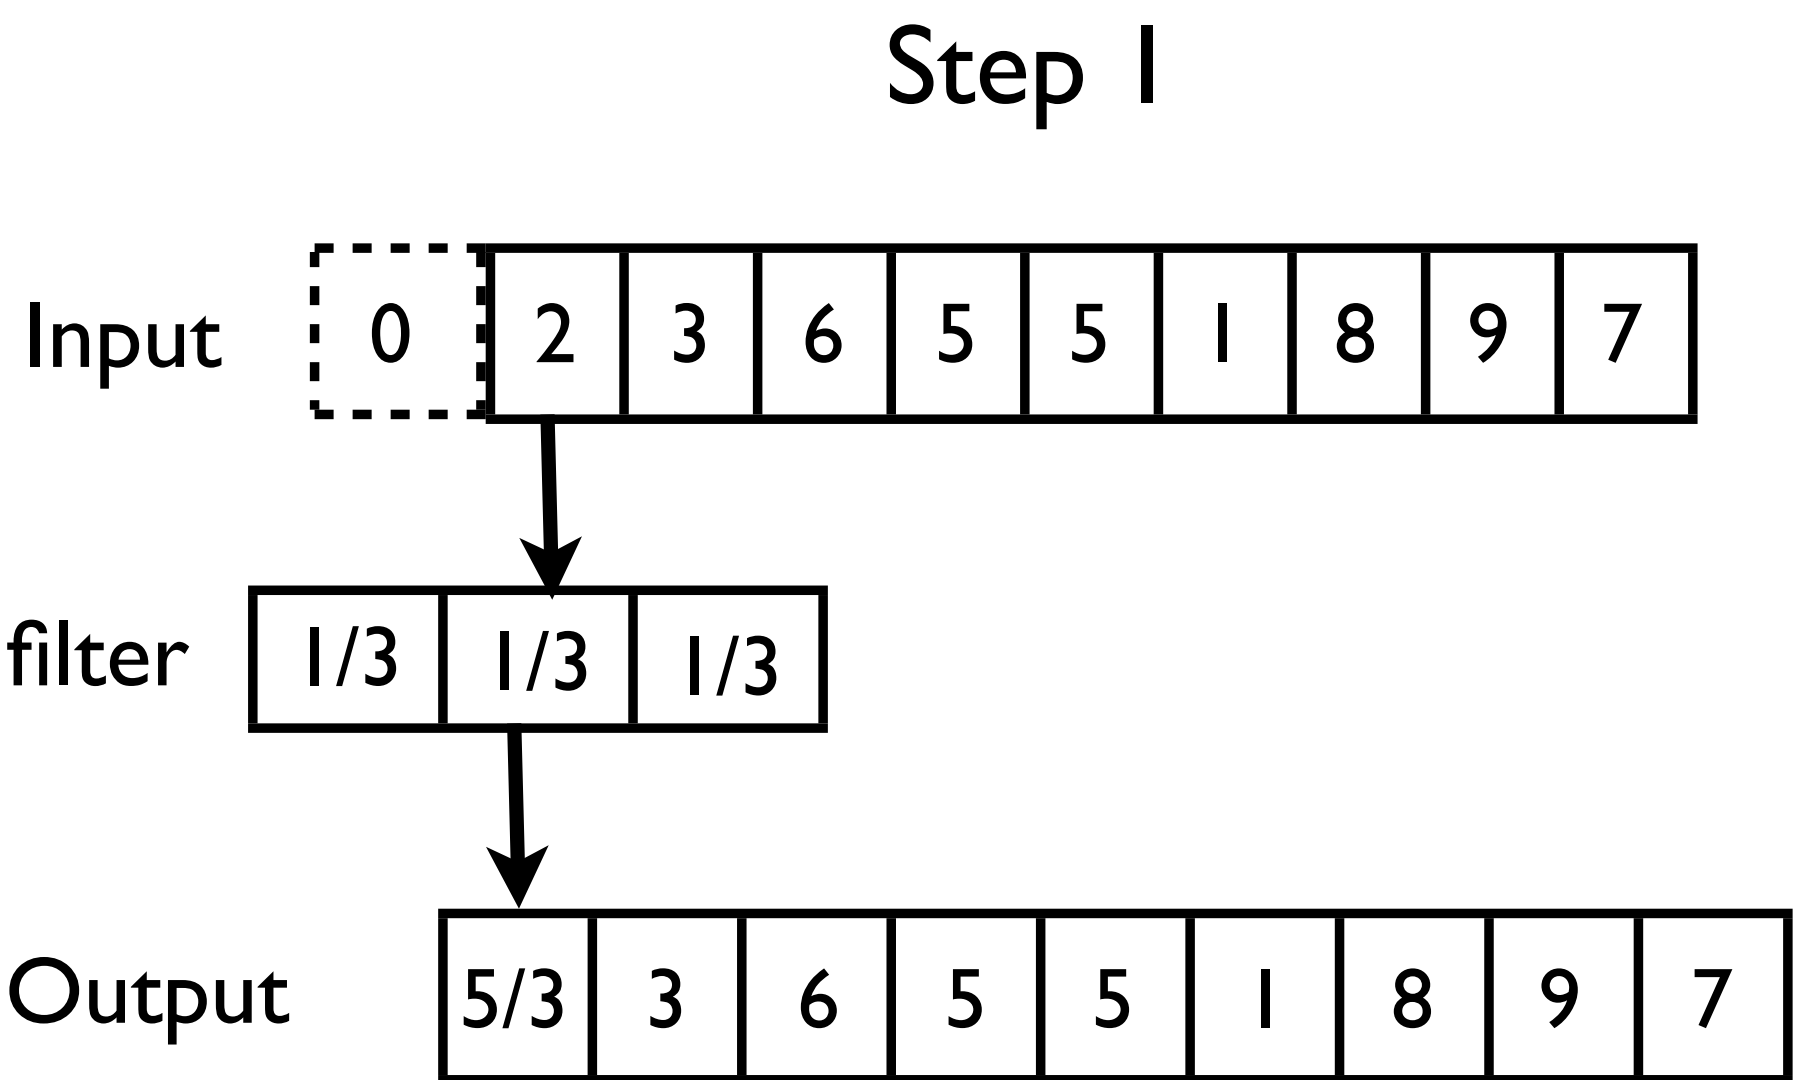 Step 1
Input 0 2 3 6 5 5 1 8 9 7
filter 1/3 1/3 1/3
Output 5/3 3 6 5 5 1 8 9 7